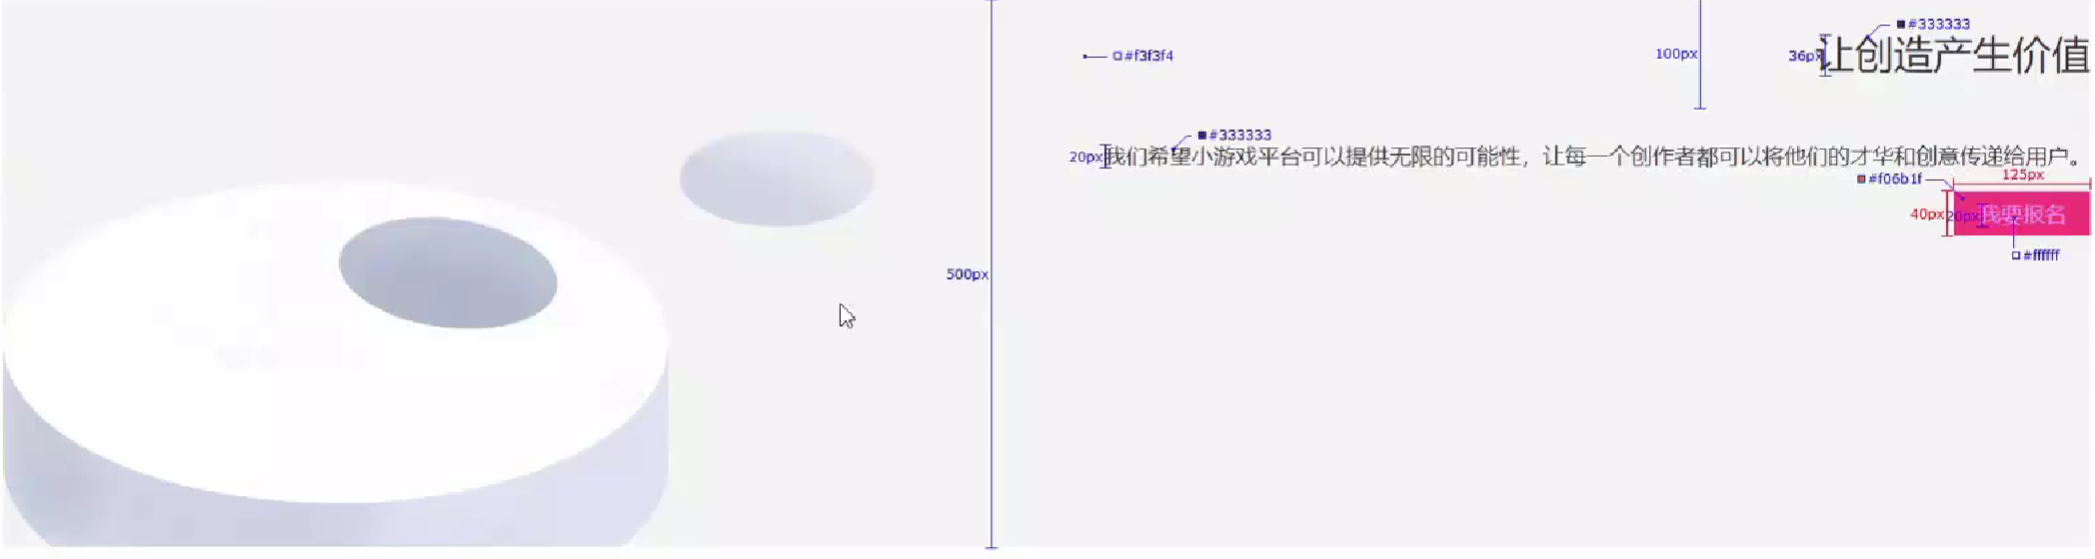 #333333
#f3f3f4
100px
36px
让创造产生价值
#333333
20px
我们希望小游戏平台可以提供无限的可能性，让每一个创作者都可以将他们的才华和创意传递给用户。
#f06b1f
125px
40px
20px
我要报名
#ffffff
500px